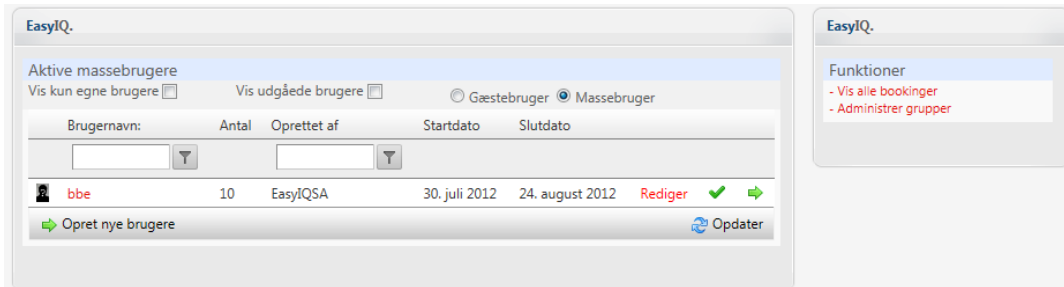 EasyIQ.
Aktive massebrugere
Vis kun egne brugere Vis udgåede brugere Gæstebruger Massebruger
Brugernavn: Antal Oprettet af Startdato Slutdato
bbe 10 EasyIQSA 30. juli 2012 24. august 2012 Rediger
Opret nye brugere Opdater
EasyIQ.
Funktioner
- Vis alle bookinger
- Administrer grupper